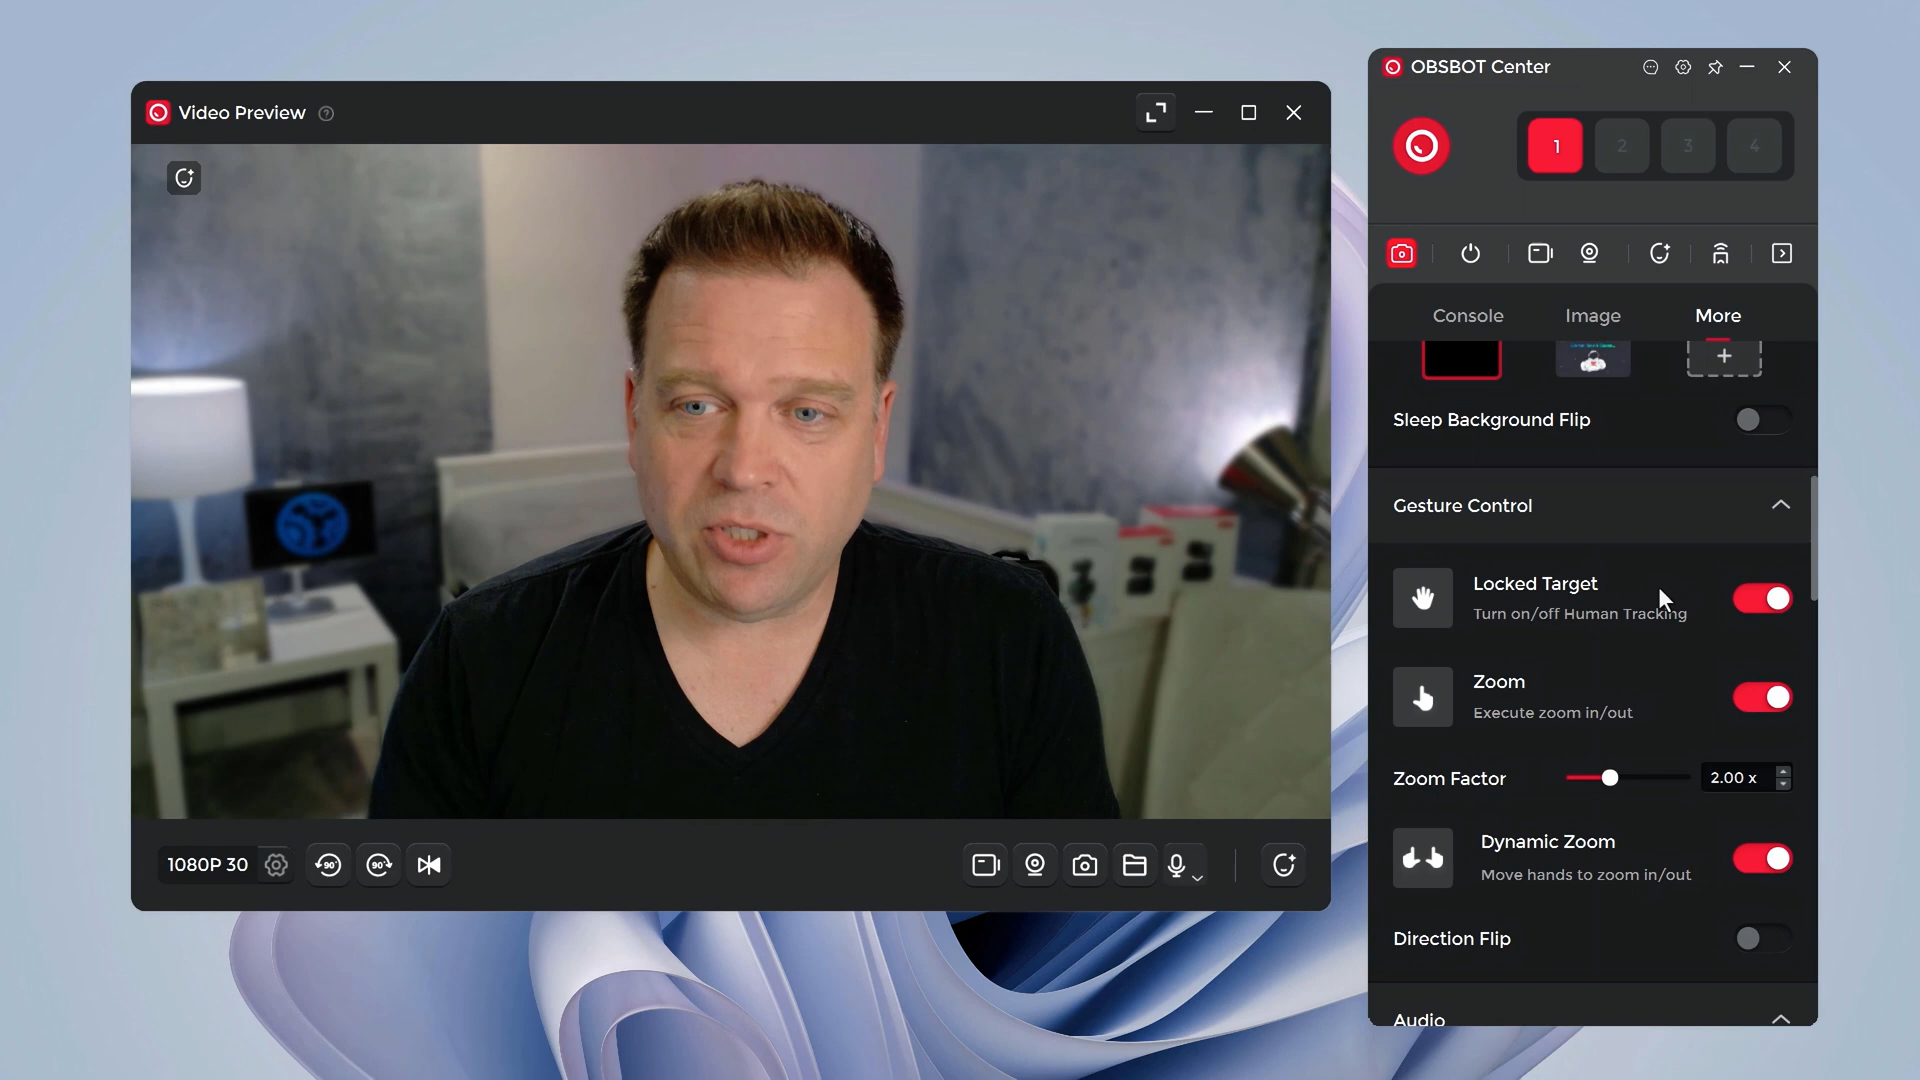 Video Preview
1080P 30
90°
90°
OBSBOT Center
1
2
3
4
Console
Image
More
Sleep Background Flip
Gesture Control
Locked Target
Turn on/off Human Tracking
Zoom
Execute zoom in/out
Zoom Factor
2.00 x
Dynamic Zoom
Move hands to zoom in/out
Direction Flip
Audio